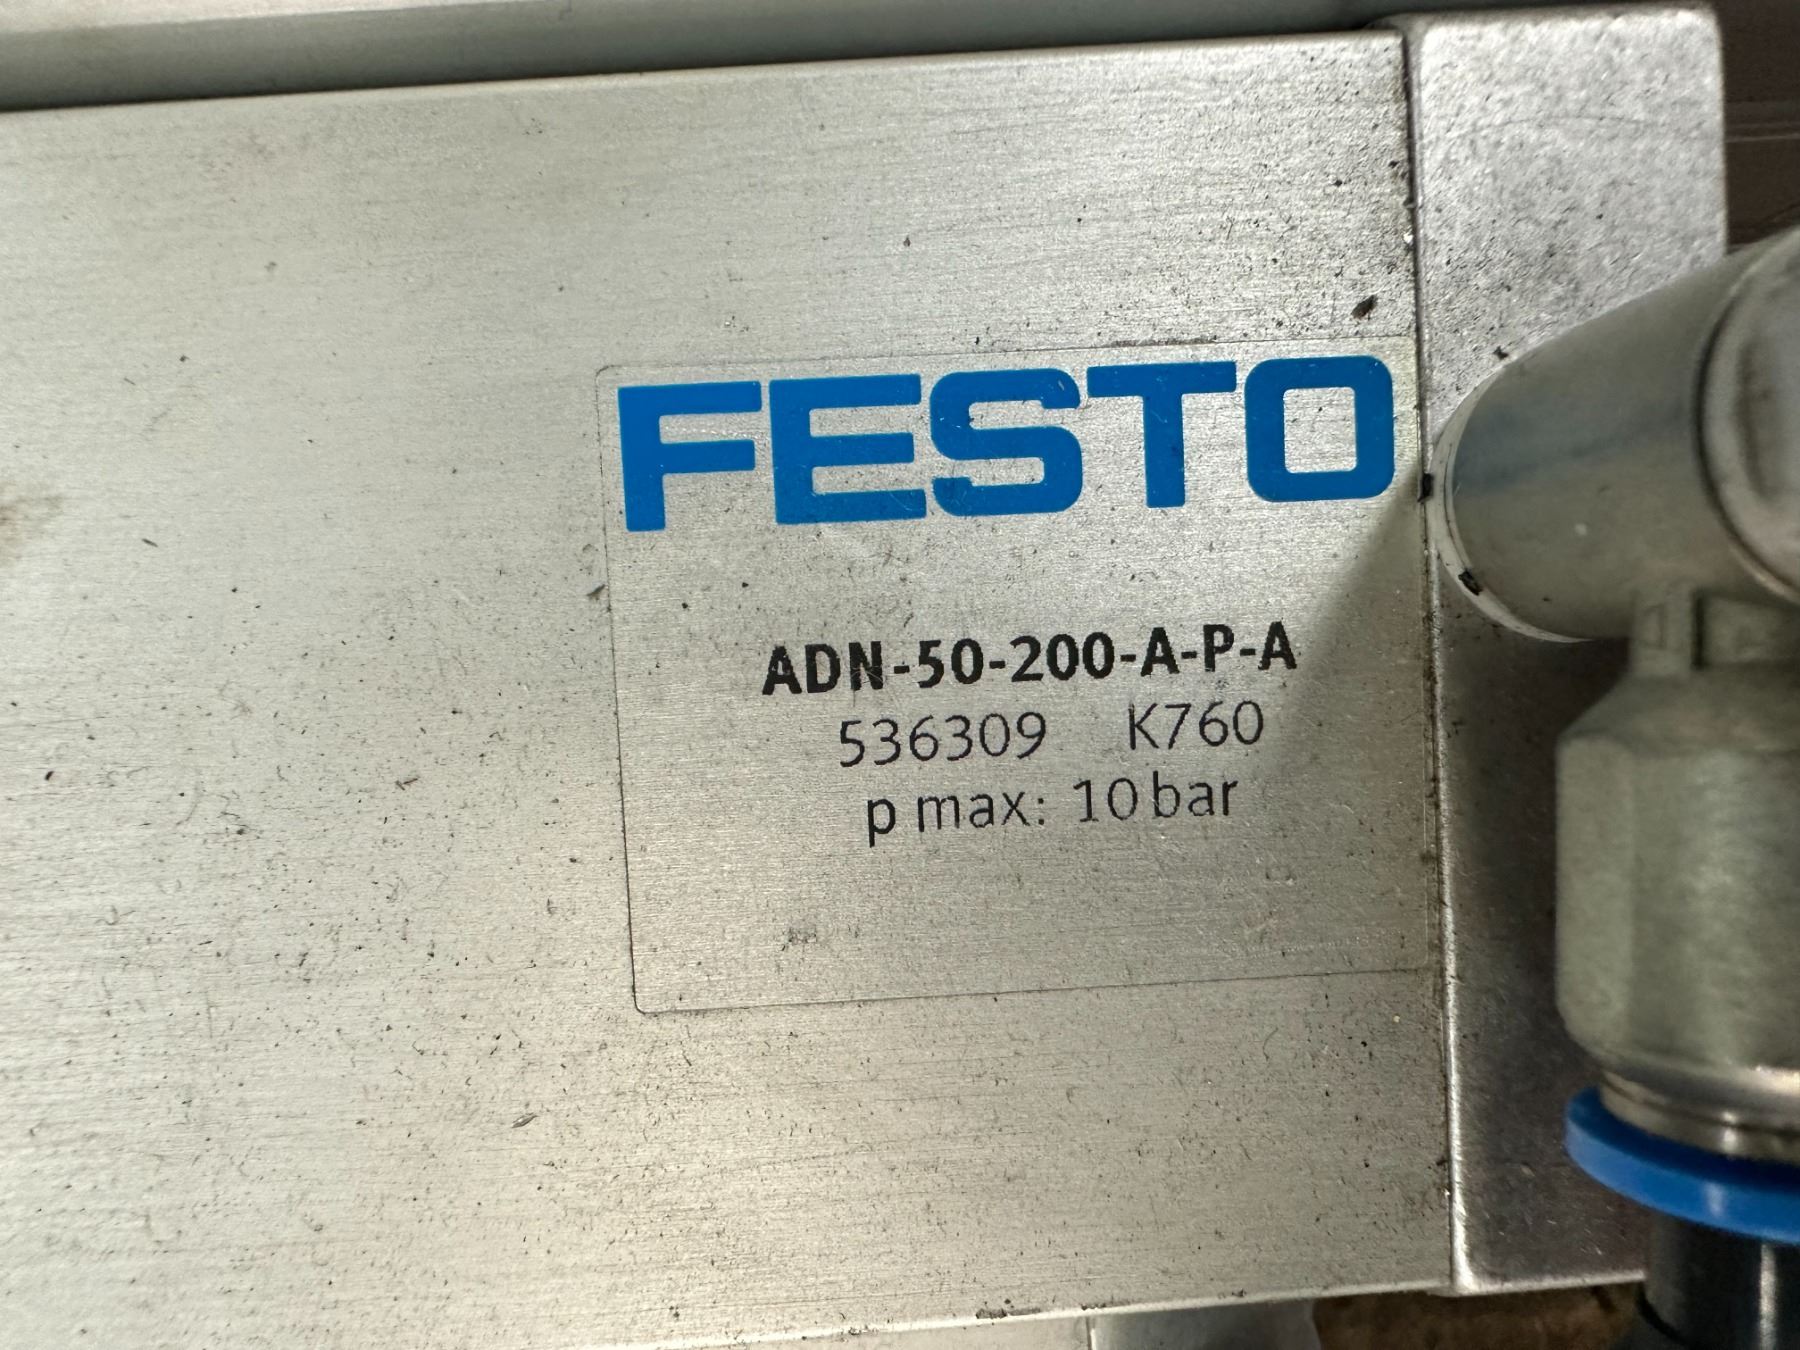 FESTO
ADN-50-200-A-P-A
536309 K760
p max: 10 bar